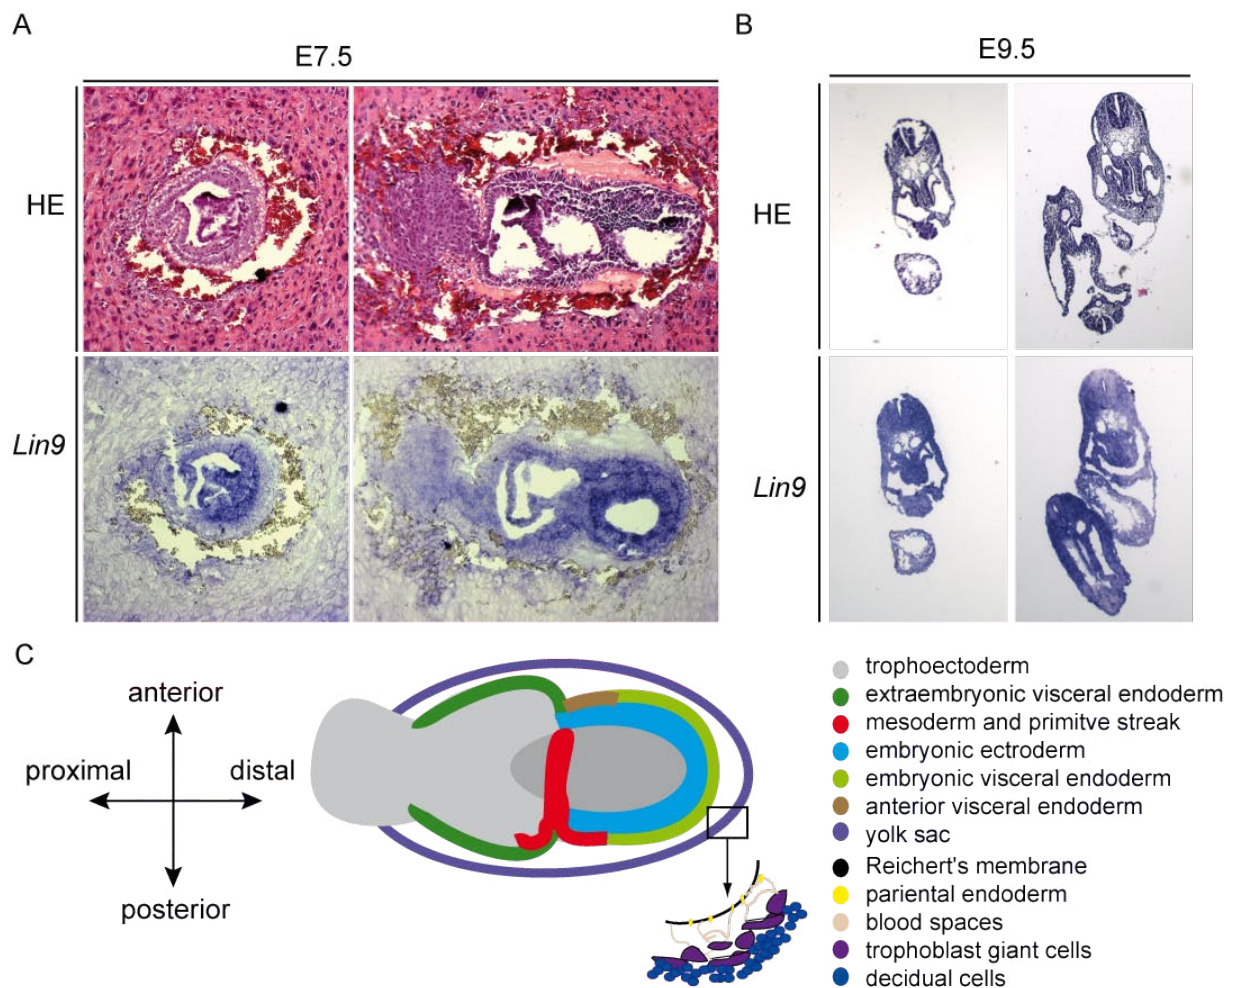 A
B
E7.5
E9.5
HE
HE
Lin9
Lin9
C
anterior
proximal
distal
posterior
trophoectoderm
extraembryonic visceral endoderm
mesoderm and primitve streak
embryonic ectroderm
embryonic visceral endoderm
anterior visceral endoderm
yolk sac
Reichert's membrane
pariental endoderm
blood spaces
trophoblast giant cells
decidual cells